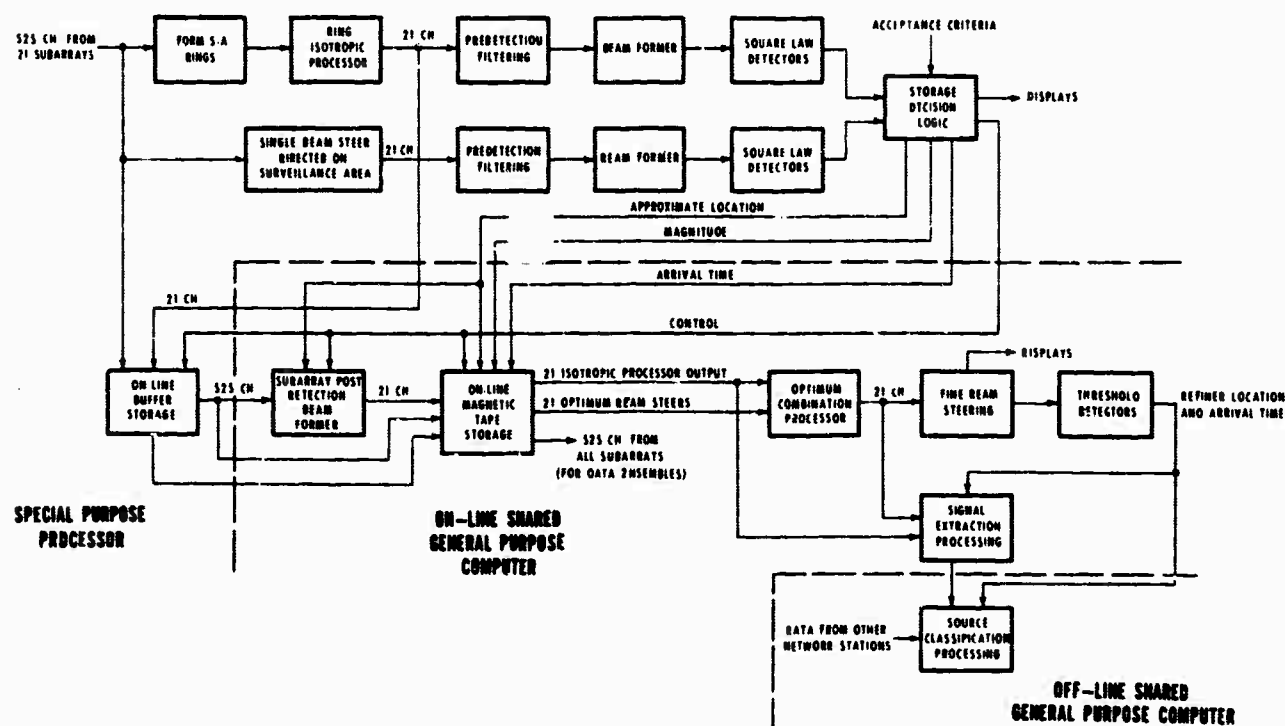 525 CH FROM
21 SUBARRAYS
FORM S-A
RINGS
RING
ISOTROPIC
PROCESSOR
21 CH
PREDETECTION
FILTERING
BEAM FORMER
SQUARE LAW
DETECTORS
ACCIPTANCE CRITERIA
STORAGE
DTCISION
LOGIC
DISPLAYS
SINGLE BEAM STEER
DIRECTED ON
SURVEILLANCE AREA
21 CH
PREDETECTION
FILTERING
BEAM FORMER
SQUARE LAW
DETECTORS
APPROXIMATE LOCATION
MAGNITUDE
ARRIVAL TIME
21 CH
CONTROL
ON LINE
BUFFER
STORAGE
525 CH
SUBARRAY POST
DETECTION
BEAM
FORMER
21 CH
ON-LINE
MAGNETIC
TAPE
STORAGE
21 ISOTROPIC PROCESSOR OUTPUT
21 OPTIMUM BEAM STEERS
525 CH FROM
ALL SUBARRATS
(FOR DATA 2NSEMBLES)
OPTIMUM
COMBINATION
PROCESSOR
21 CH
DISPLAYS
FINE BEAM
STEERING
THRESHOLD
DETECTORS
REFINER LOCATION
AND ARRIVAL TIME
SPECIAL PURPOSE
PROCESSOR
ON-LINE SHARED
GENERAL PURPOSE
COMPUTER
SIGNAL
EXTRACTION
PROCESSING
DATA FROM OTHER
NETWORK STATIONS
SOURCE
CLASSIFICATION
PROCESSING
OFF-LINE SHARED
GENERAL PURPOSE COMPUTER